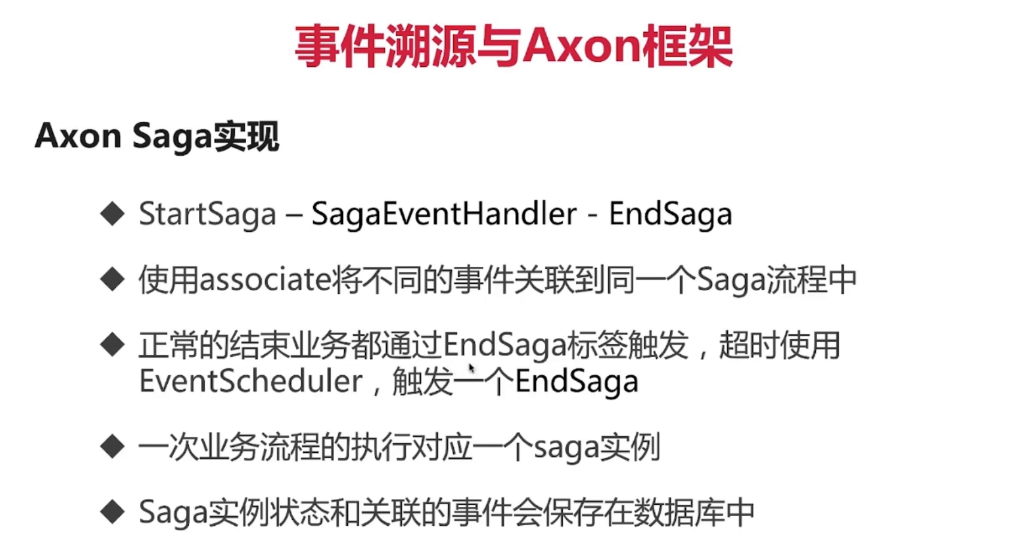 事件溯源与Axon框架
Axon Saga实现
◆ StartSaga – SagaEventHandler - EndSaga
◆ 使用associate将不同的事件关联到同一个Saga流程中
◆ 正常的结束业务都通过EndSaga标签触发，超时使用
EventScheduler，触发一个EndSaga
◆ 一次业务流程的执行对应一个saga实例
◆ Saga实例状态和关联的事件会保存在数据库中